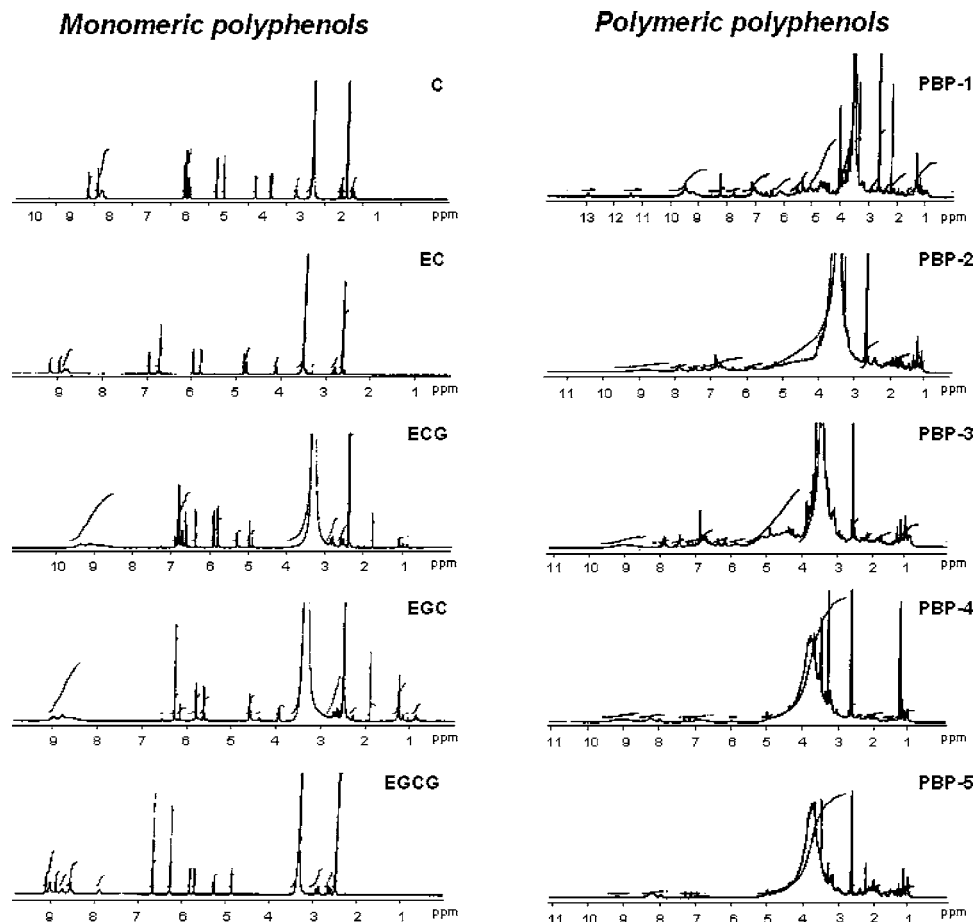 Monomeric polyphenols
Polymeric polyphenols
C
10 9 8 7 6 5 4 3 2 1 ppm
PBP-1
13 12 11 10 9 8 7 6 5 4 3 2 1 ppm
EC
9 8 7 6 5 4 3 2 1 ppm
PBP-2
11 10 9 8 7 6 5 4 3 2 1 ppm
ECG
10 9 8 7 6 5 4 3 2 1 ppm
PBP-3
11 10 9 8 7 6 5 4 3 2 1 ppm
EGC
9 8 7 6 5 4 3 2 1 ppm
PBP-4
11 10 9 8 7 6 5 4 3 2 1 ppm
EGCG
9 8 7 6 5 4 3 2 1 ppm
PBP-5
11 10 9 8 7 6 5 4 3 2 1 ppm